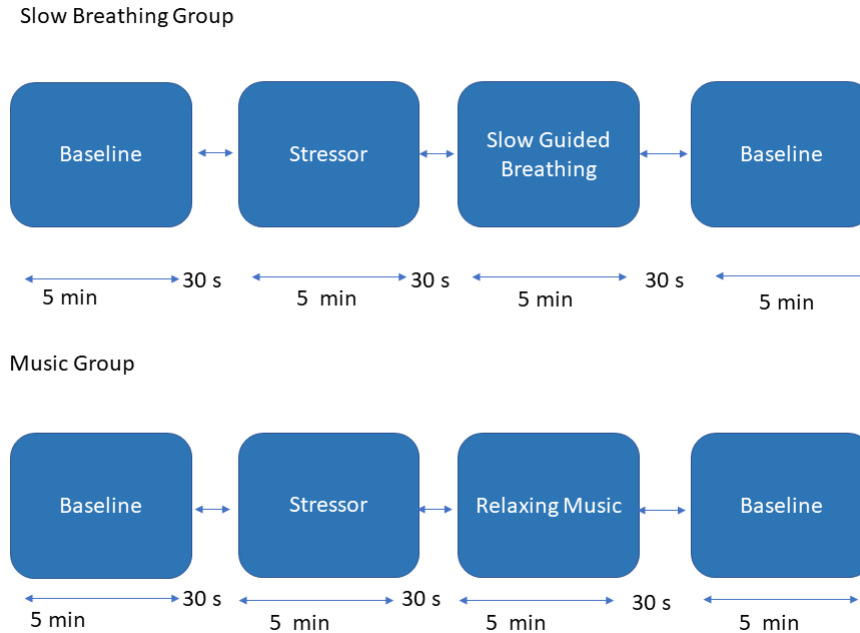 Slow Breathing Group
Baseline
Stressor
Slow Guided
Breathing
Baseline
5 min
30 s
5 min
30 s
5 min
30 s
5 min
Music Group
Baseline
Stressor
Relaxing Music
Baseline
5 min
30 s
5 min
30 s
5 min
30 s
5 min